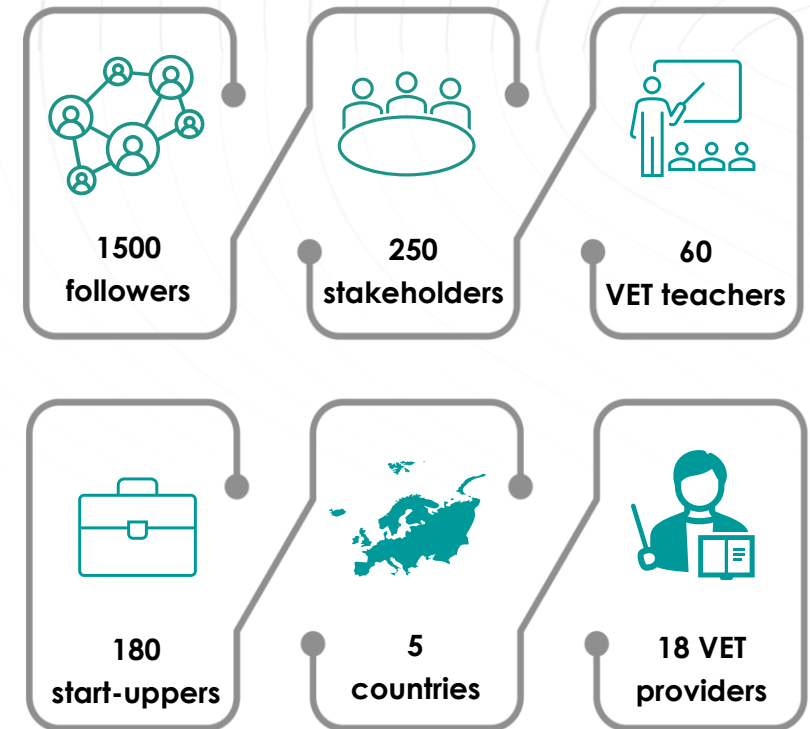 1500
followers
250
stakeholders
60
VET teachers
180
start-uppers
5
countries
18 VET
providers